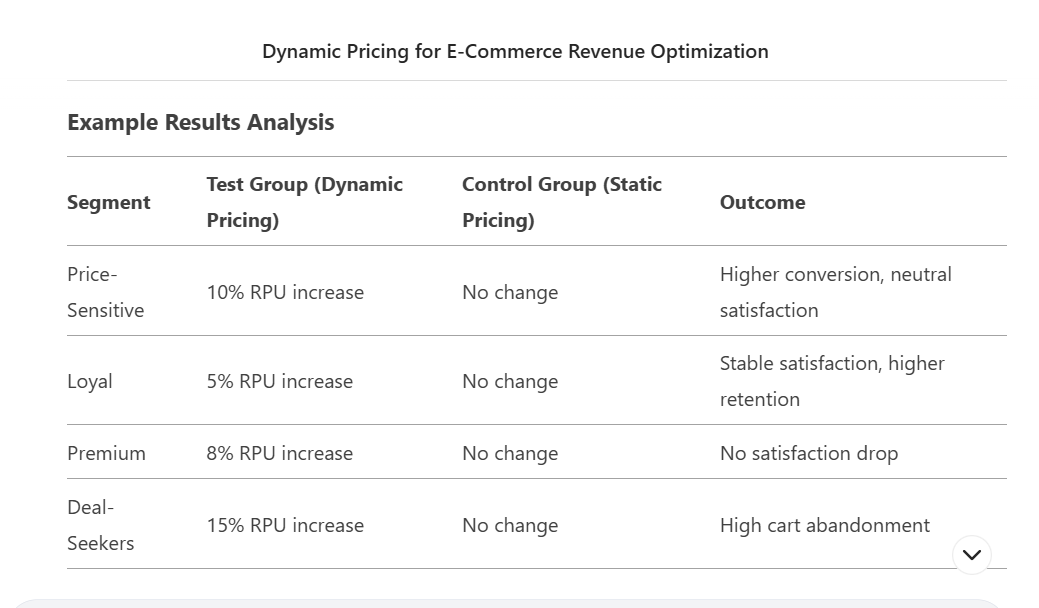 Dynamic Pricing for E-Commerce Revenue Optimization
Example Results Analysis
Segment
Test Group (Dynamic
Pricing)
Control Group (Static
Pricing)
Outcome
Price-
Sensitive
10% RPU increase
No change
Higher conversion, neutral
satisfaction
Loyal
5% RPU increase
No change
Stable satisfaction, higher
retention
Premium
8% RPU increase
No change
No satisfaction drop
Deal-
Seekers
15% RPU increase
No change
High cart abandonment